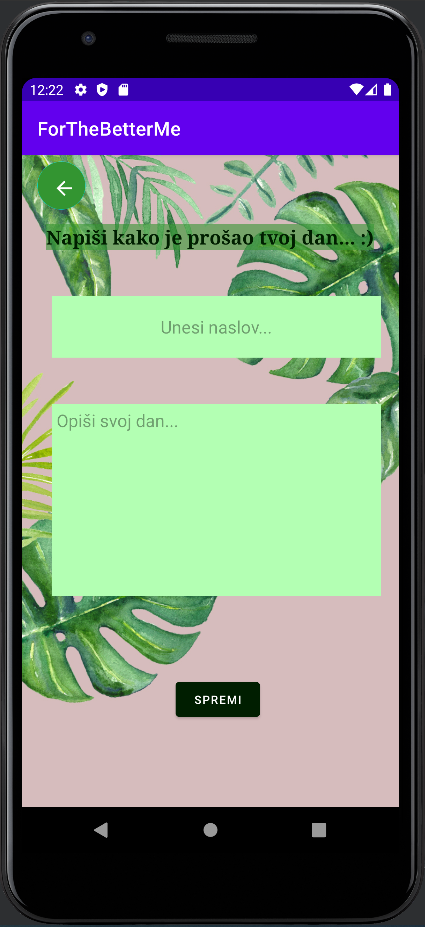 12:22
ForTheBetterMe
Napiši kako je prošao tvoj dan... :)
Unesi naslov...
Opiši svoj dan...
SPREMI